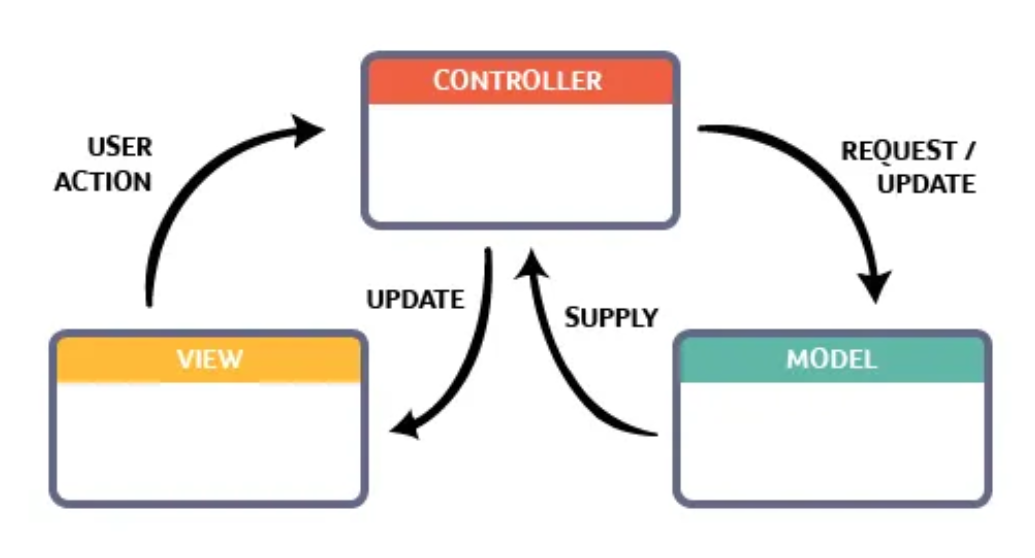 CONTROLLER
USER
ACTION
REQUEST /
UPDATE
UPDATE
SUPPLY
VIEW
MODEL